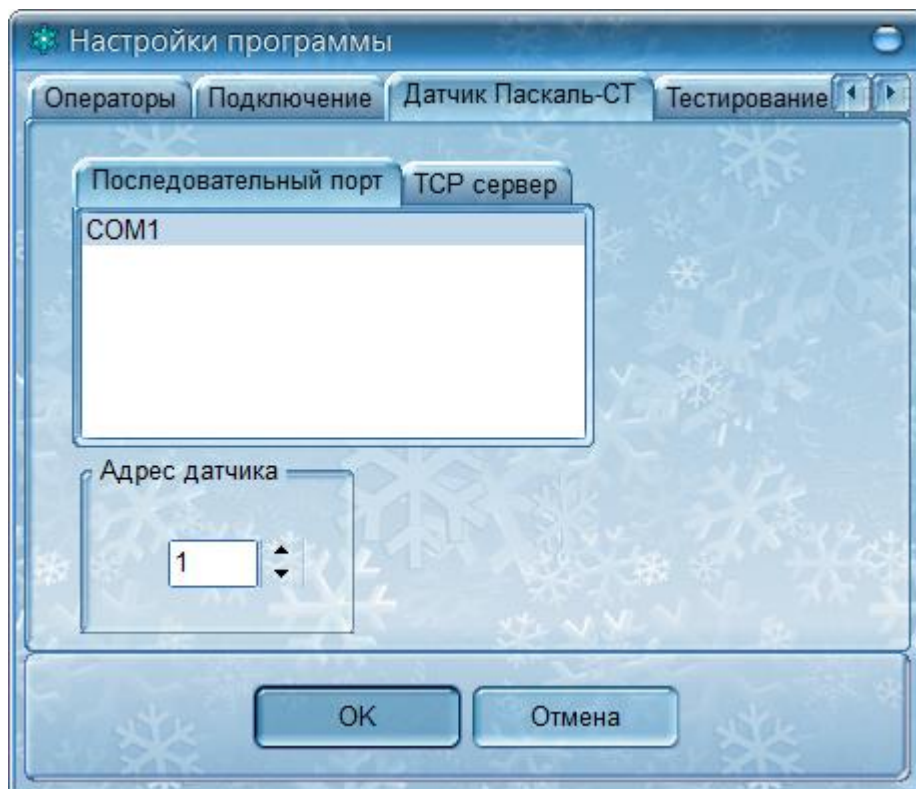 Настройки программы
Операторы Подключение Датчик Паскаль-СТ Тестирование
Последовательный порт TCP сервер
COM1
Адрес датчика
1
OK Отмена